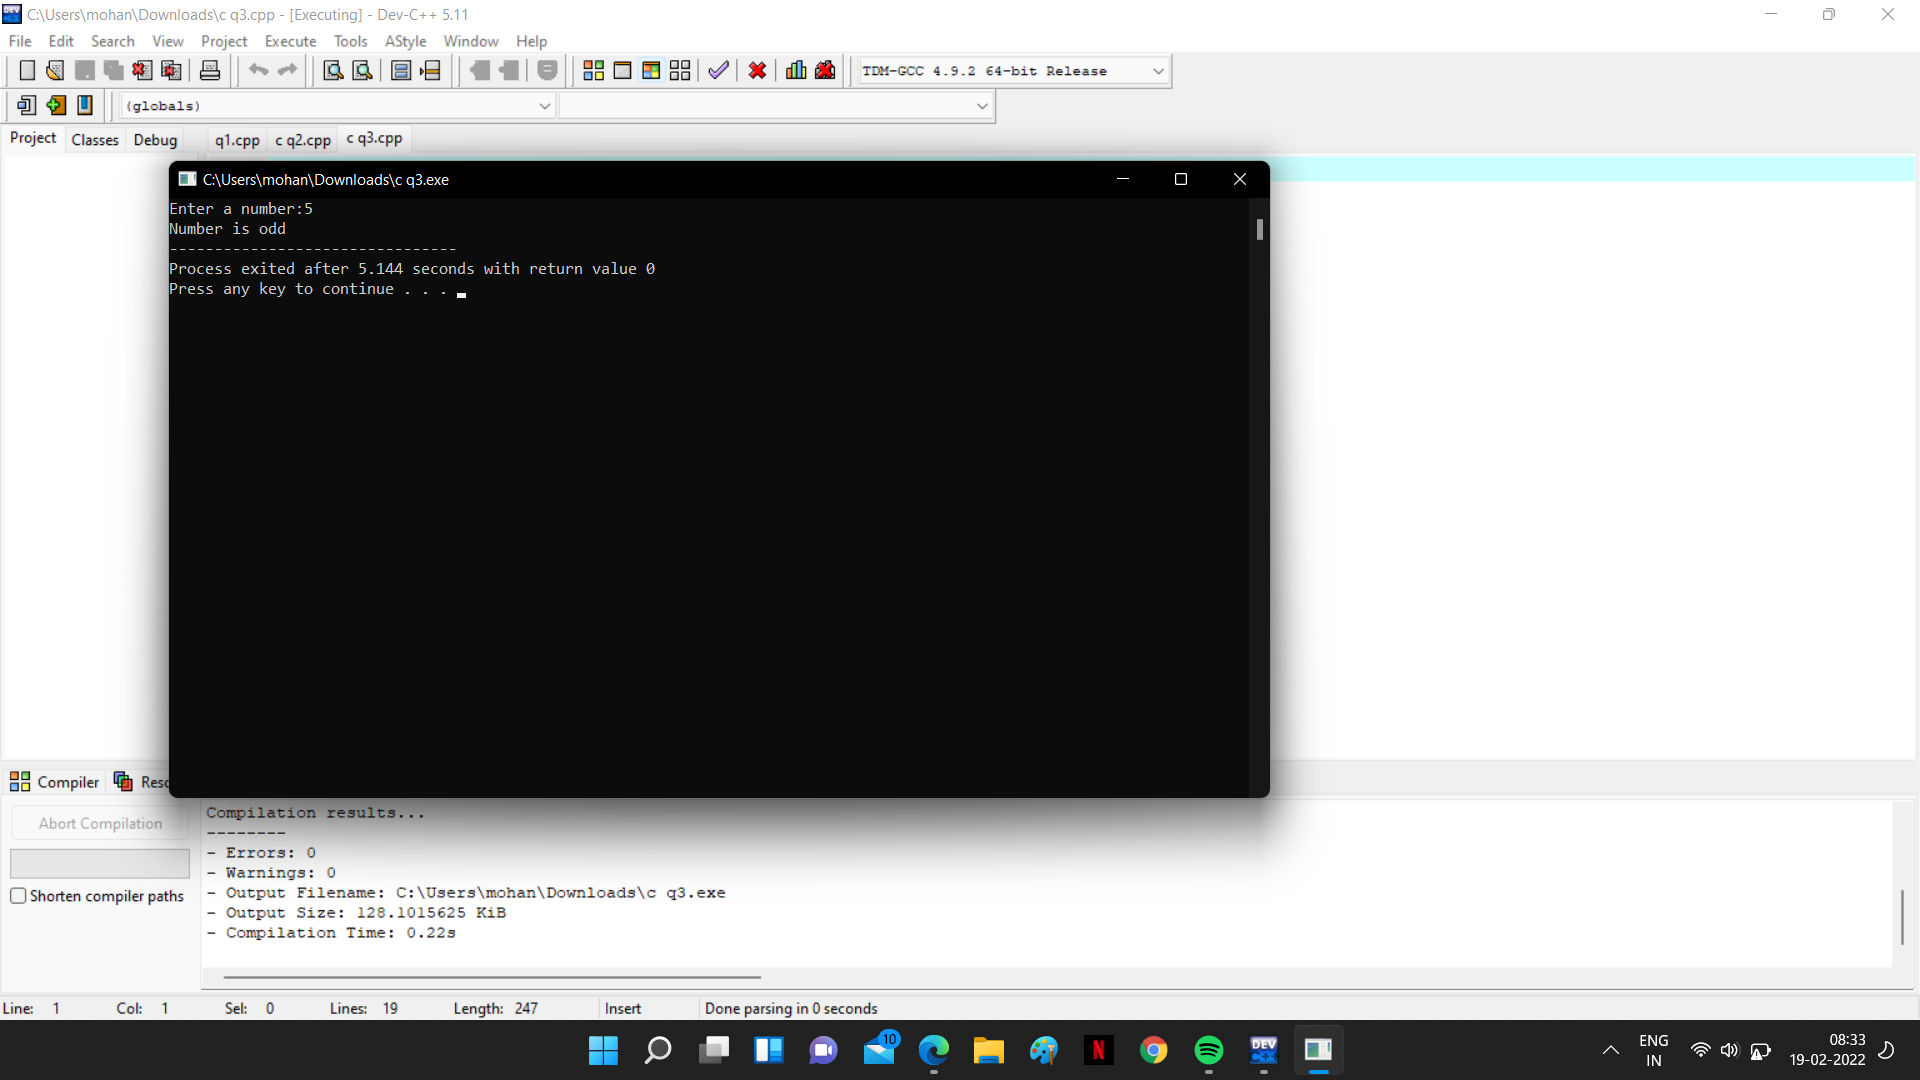 C:\Users\mohan\Downloads\c q3.cpp - [Executing] - Dev-C++ 5.11
File Edit Search View Project Execute Tools AStyle Window Help
TDM-GCC 4.9.2 64-bit Release
(globals)
Project Classes Debug q1.cpp c q2.cpp c q3.cpp
C:\Users\mohan\Downloads\c q3.exe
Enter a number:5
Number is odd
--------------------------------
Process exited after 5.144 seconds with return value 0
Press any key to continue . . .
Compiler Reso
Abort Compilation
Shorten compiler paths
Compilation results...
--------
- Errors: 0
- Warnings: 0
- Output Filename: C:\Users\mohan\Downloads\c q3.exe
- Output Size: 128.1015625 KiB
- Compilation Time: 0.22s
Line: 1 Col: 1 Sel: 0 Lines: 19 Length: 247 Insert Done parsing in 0 seconds
10
N
DEV C++
ENG
IN
08:33
19-02-2022